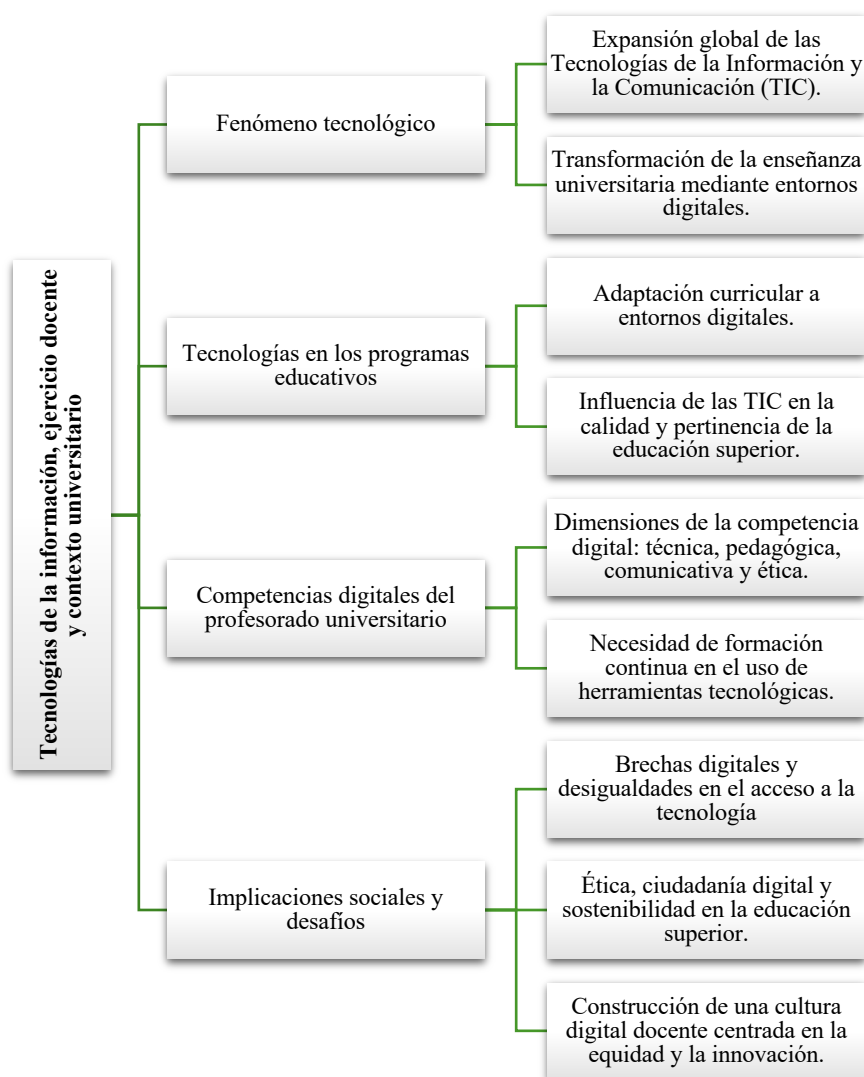 Tecnologías de la información, ejercicio docente
y contexto universitario
Fenómeno tecnológico
Expansión global de las
Tecnologías de la Información y
la Comunicación (TIC).
Transformación de la enseñanza
universitaria mediante entornos
digitales.
Tecnologías en los programas
educativos
Adaptación curricular a
entornos digitales.
Influencia de las TIC en la
calidad y pertinencia de la
educación superior.
Competencias digitales del
profesorado universitario
Dimensiones de la competencia
digital: técnica, pedagógica,
comunicativa y ética.
Necesidad de formación
continua en el uso de
herramientas tecnológicas.
Implicaciones sociales y
desafíos
Brechas digitales y
desigualdades en el acceso a la
tecnología
Ética, ciudadanía digital y
sostenibilidad en la educación
superior.
Construcción de una cultura
digital docente centrada en la
equidad y la innovación.